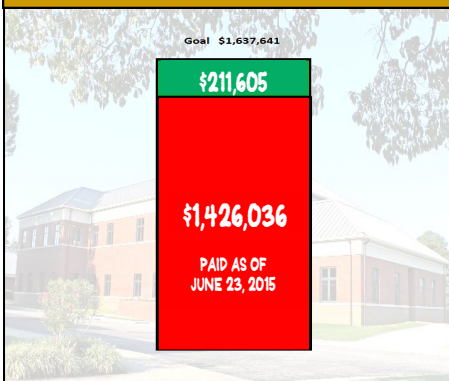 Goal $1,637,641
$211,605
$1,426,036
PAID AS OF
JUNE 23, 2015